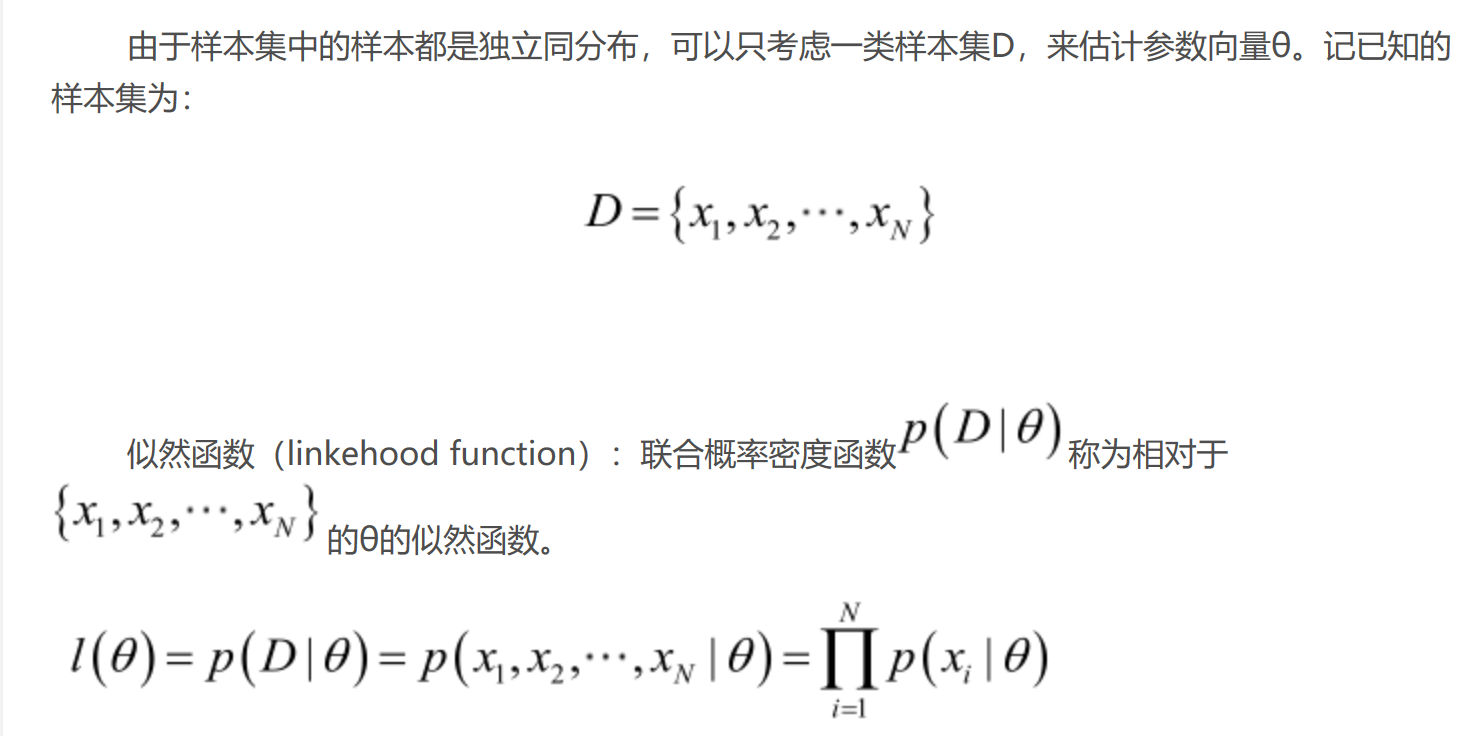 由于样本集中的样本都是独立同分布，可以只考虑一类样本集D，来估计参数向量θ。记已知的
样本集为：
D={x₁,x₂,⋯,x_N}
似然函数（linkehood function）：联合概率密度函数p(D|θ)称为相对于
{x₁,x₂,⋯,x_N}的θ的似然函数。
l(θ)=p(D|θ)=p(x₁,x₂,⋯,x_N|θ)=∏_{i=1}^{N}p(x_i|θ)